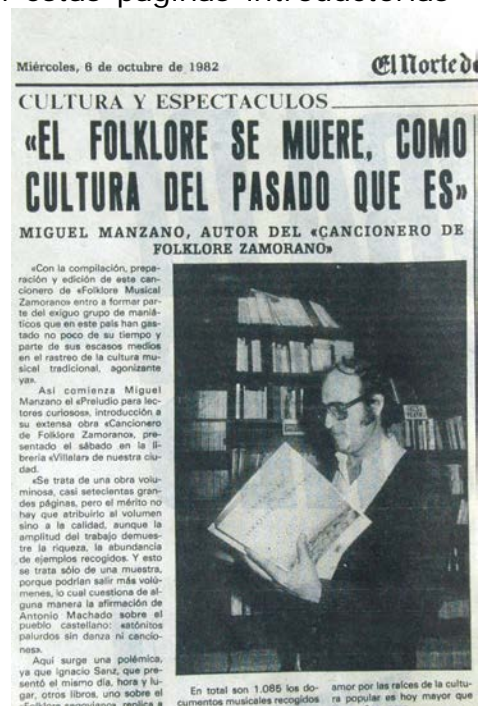 estas páginas introductorias
Miércoles, 6 de octubre de 1982
El Norte de
CULTURA Y ESPECTACULOS
«EL FOLKLORE SE MUERE, COMO
CULTURA DEL PASADO QUE ES»
MIGUEL MANZANO, AUTOR DEL «CANCIONERO DE
FOLKLORE ZAMORANO»
«Con la compilación, prepa-
ración y edición de este can-
cionero de «Folklore Musical
Zamorano» entro a formar par-
te del exiguo grupo de maniá-
ticos que en este país han gas-
tado no poco de su tiempo y
parte de sus escasos medios
en el rastreo de la cultura mu-
sical tradicional, agonizante
ya».
Así comienza Miguel
Manzano el «Preludio para lec-
tores curiosos», introducción a
su extensa obra «Cancionero
de Folklore Zamorano», pre-
sentado el sábado en la li-
brería «Villalar» de nuestra ciu-
dad.
«Se trata de una obra volu-
minosa, casi setecientas gran-
des páginas, pero el mérito no
hay que atribuirlo al volumen
sino a la calidad, aunque la
amplitud del trabajo demues-
tre la riqueza, la abundancia
de ejemplos recogidos. Y esto
se trata sólo de una muestra,
porque podrían salir más volú-
menes, lo cual cuestiona de al-
guna manera la afirmación de
Antonio Machado sobre el
pueblo castellano: «atónitos
palurdos sin danza ni cancio-
nes».
Aquí surge una polémica,
ya que Ignacio Sanz, que pre-
sentó el mismo día, hora y lu-
gar, otros libros, uno sobre el
«Folklore segoviano», replica a
En total son 1.085 los do-
cumentos musicales recogidos
amor por las raíces de la cultu-
ra popular es hoy mayor que